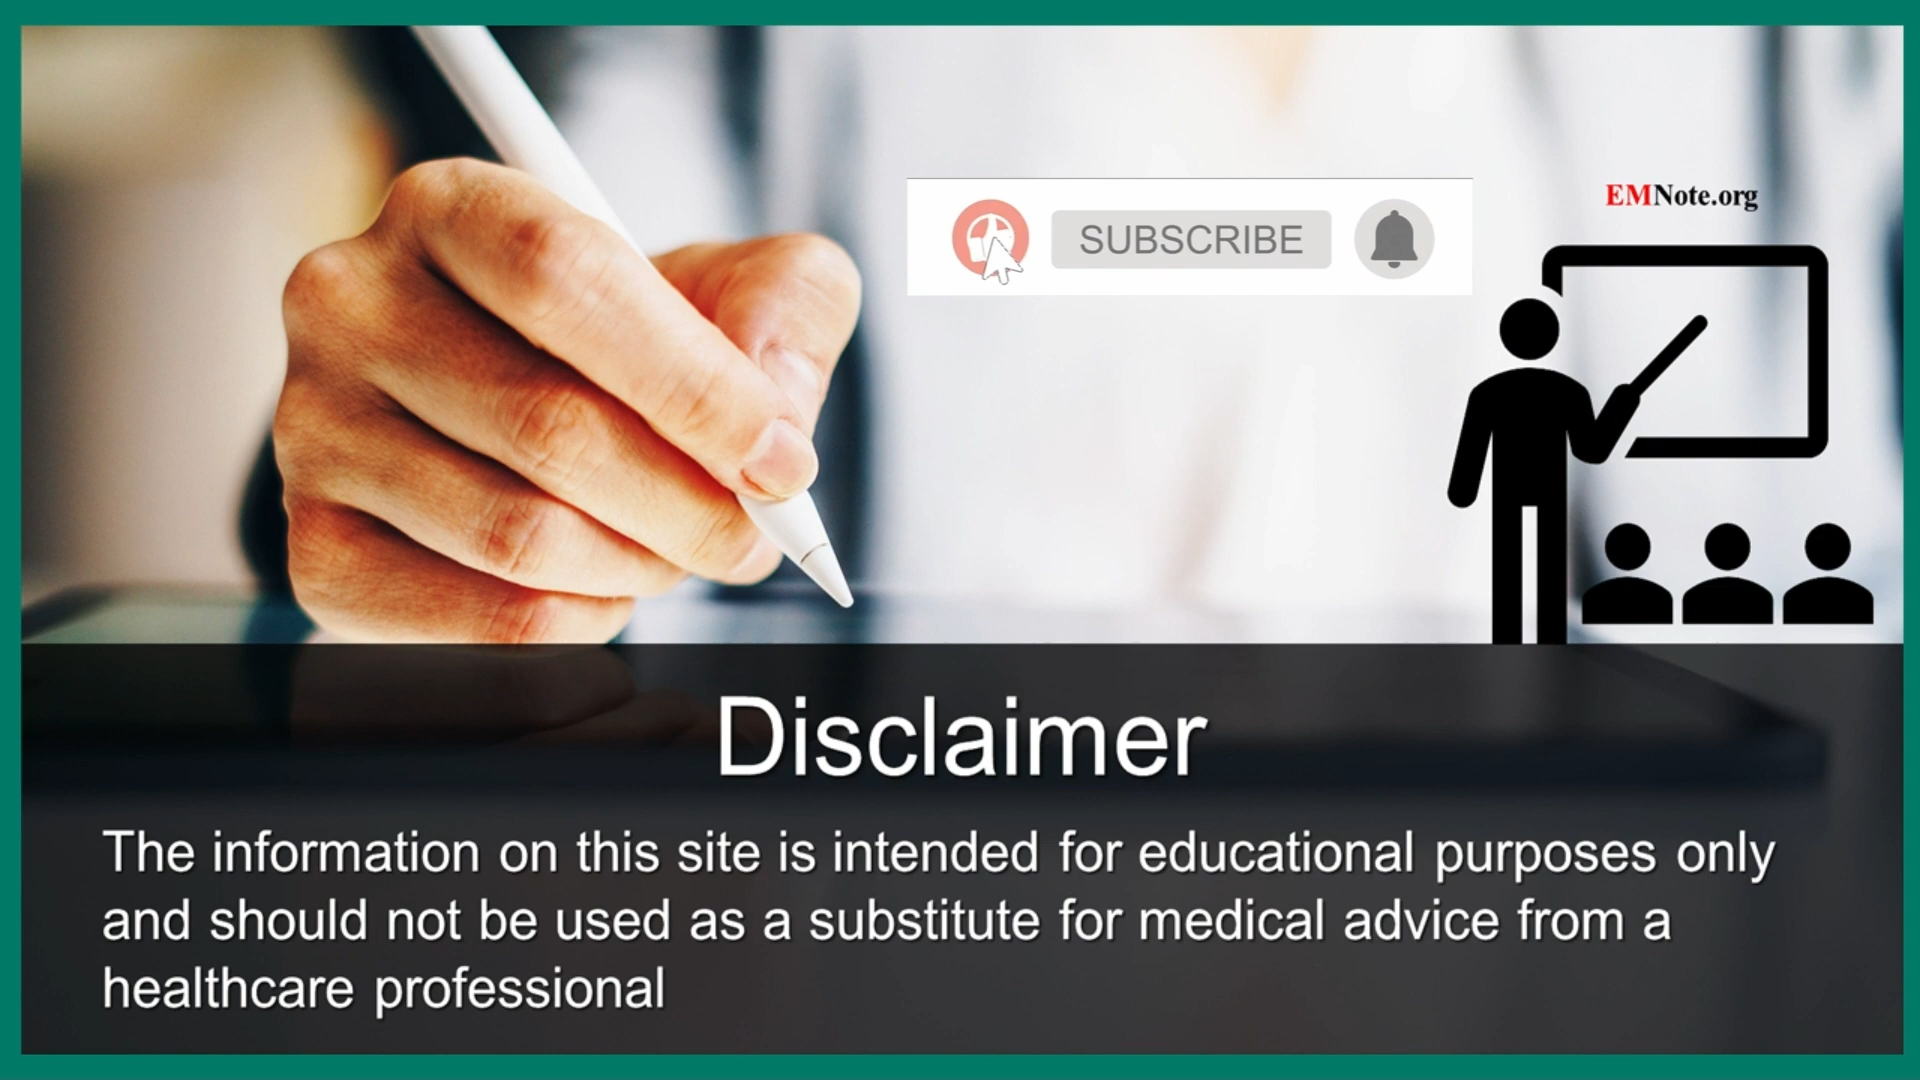 SUBSCRIBE
EMNote.org
Disclaimer
The information on this site is intended for educational purposes only
and should not be used as a substitute for medical advice from a
healthcare professional